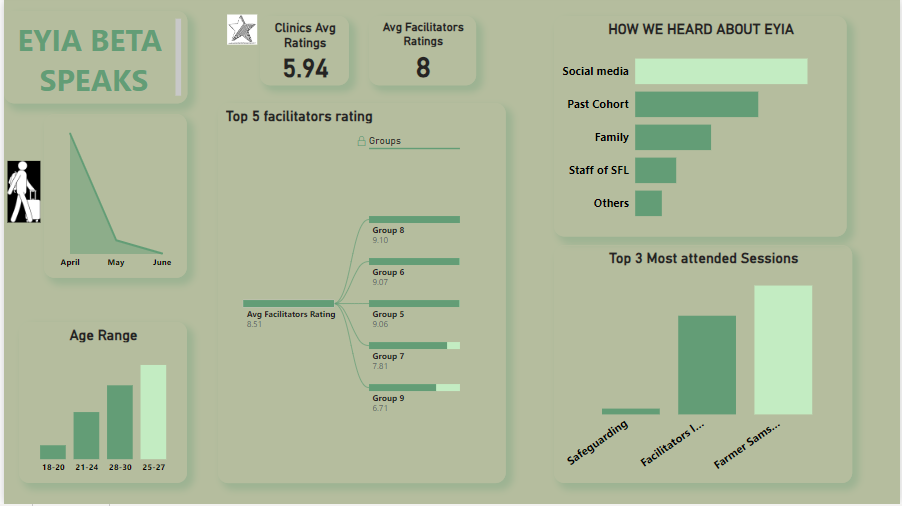 EYIA BETA
SPEAKS
Clinics Avg
Ratings
5.94
Avg Facilitators
Ratings
8
HOW WE HEARD ABOUT EYIA
Social media
Past Cohort
Family
Staff of SFL
Others
April May June
Top 5 facilitators rating
Groups
Avg Facilitators Rating
8.51
Group 8
9.10
Group 6
9.07
Group 5
9.06
Group 7
7.81
Group 9
6.71
Top 3 Most attended Sessions
Safeguarding
Facilitators I...
Farmer Sams...
Age Range
18-20 21-24 28-30 25-27